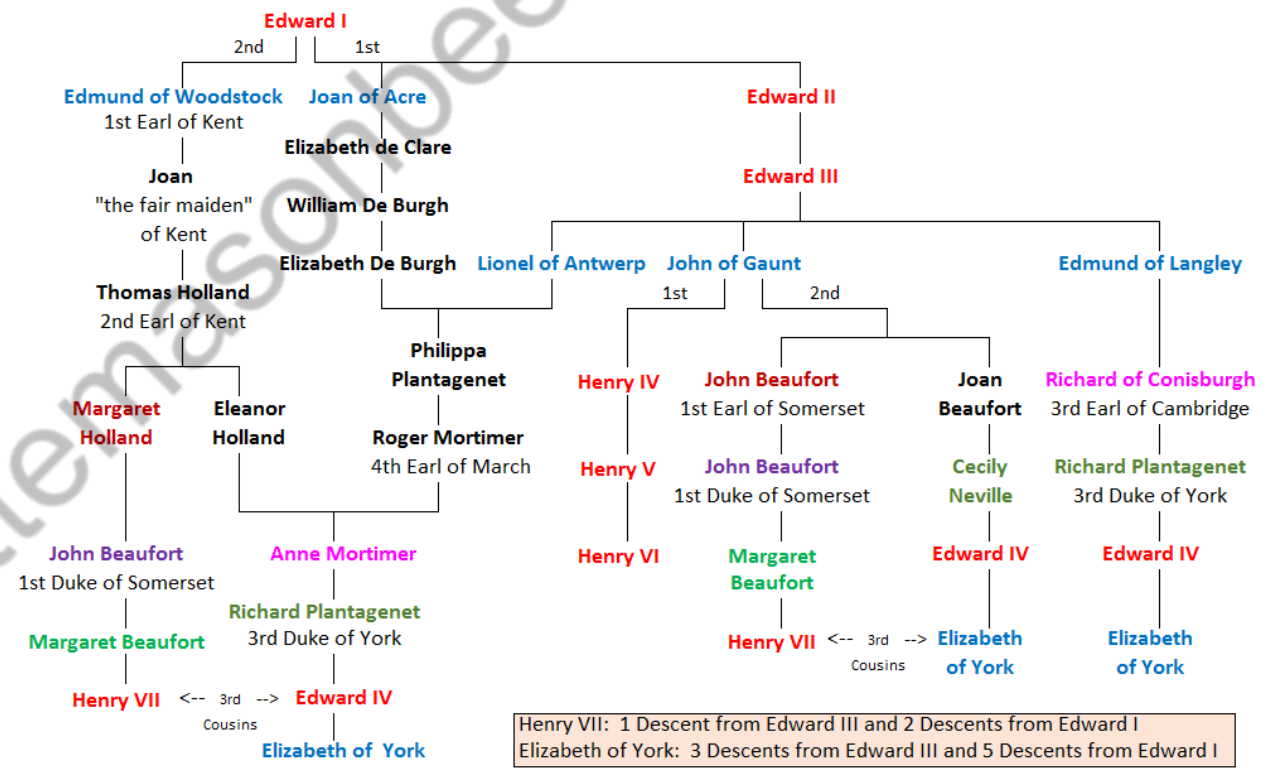 Edward I
2nd 1st
Edmund of Woodstock Joan of Acre Edward II
1st Earl of Kent
Elizabeth de Clare
Joan Edward III
"the fair maiden" William De Burgh
of Kent
Elizabeth De Burgh Lionel of Antwerp John of Gaunt Edmund of Langley
Thomas Holland 1st 2nd
2nd Earl of Kent
Philippa
Plantagenet Henry IV John Beaufort Joan Richard of Conisburgh
Margaret Eleanor 1st Earl of Somerset Beaufort 3rd Earl of Cambridge
Holland Holland Roger Mortimer
4th Earl of March Henry V John Beaufort Cecily Richard Plantagenet
1st Duke of Somerset Neville 3rd Duke of York
John Beaufort Anne Mortimer Henry VI Margaret Edward IV Edward IV
1st Duke of Somerset Beaufort
Richard Plantagenet
Margaret Beaufort 3rd Duke of York Henry VII <-- 3rd --> Elizabeth Elizabeth
Cousins of York of York
Henry VII <-- 3rd --> Edward IV
Cousins
Elizabeth of York
Henry VII: 1 Descent from Edward III and 2 Descents from Edward I
Elizabeth of York: 3 Descents from Edward III and 5 Descents from Edward I